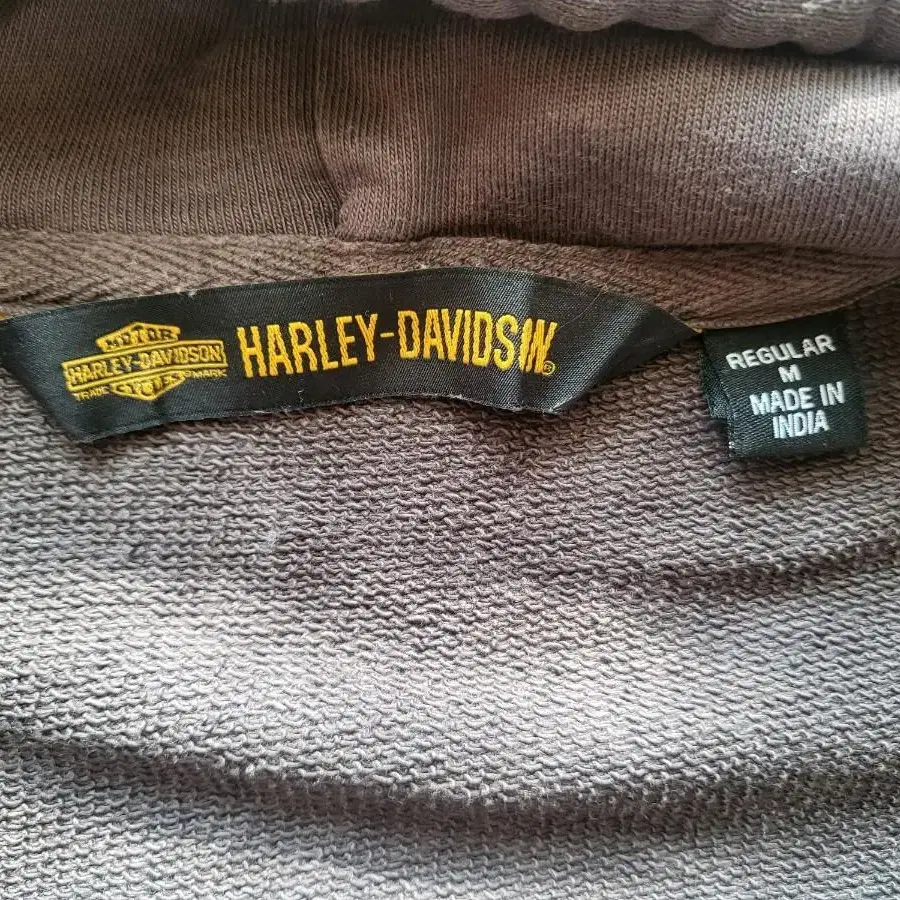 MOTOR
HARLEY-DAVIDSON
CYCLES
TRADE MARK
HARLEY-DAVIDSON®
REGULAR
M
MADE IN
INDIA